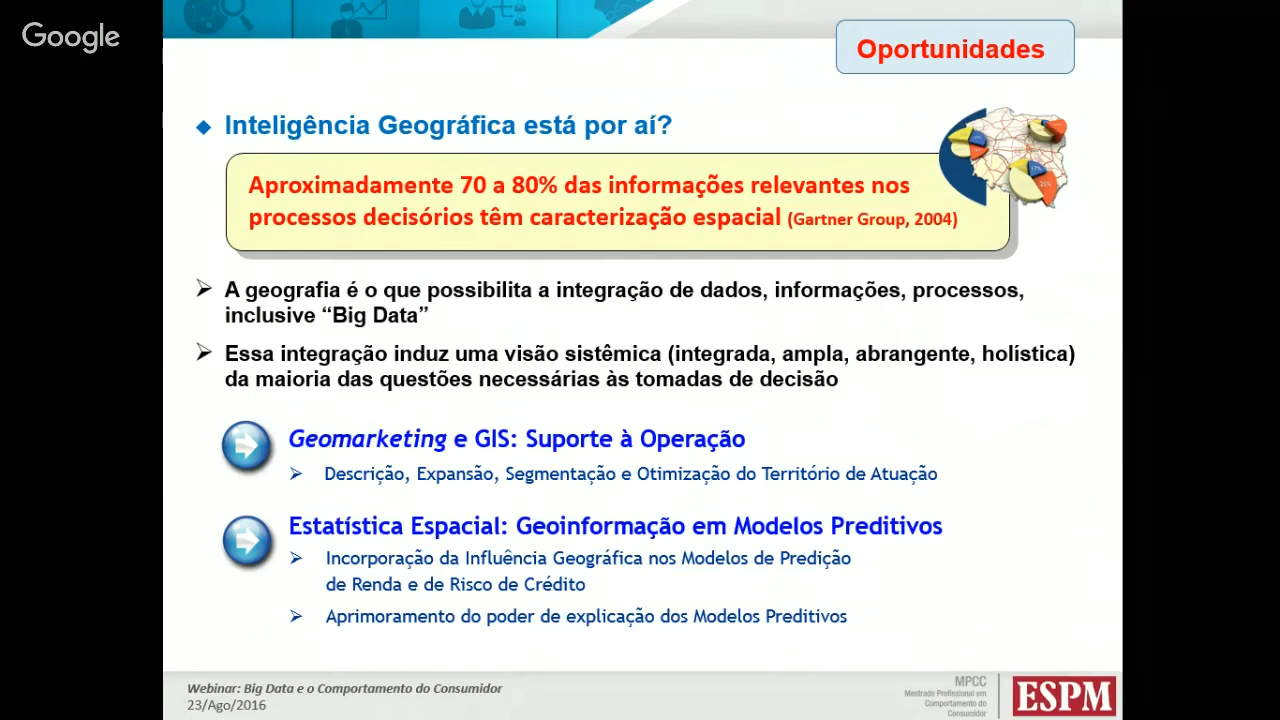 Google
Oportunidades
Inteligência Geográfica está por aí?
Aproximadamente 70 a 80% das informações relevantes nos
processos decisórios têm caracterização espacial (Gartner Group, 2004)
A geografia é o que possibilita a integração de dados, informações, processos,
inclusive “Big Data”
Essa integração induz uma visão sistêmica (integrada, ampla, abrangente, holística)
da maioria das questões necessárias às tomadas de decisão
Geomarketing e GIS: Suporte à Operação
Descrição, Expansão, Segmentação e Otimização do Território de Atuação
Estatística Espacial: Geoinformação em Modelos Preditivos
Incorporação da Influência Geográfica nos Modelos de Predição
de Renda e de Risco de Crédito
Aprimoramento do poder de explicação dos Modelos Preditivos
Webinar: Big Data e o Comportamento do Consumidor
23/Ago/2016
MPCC
Mestrado Profissional em
Comportamento do
Consumidor
ESPM